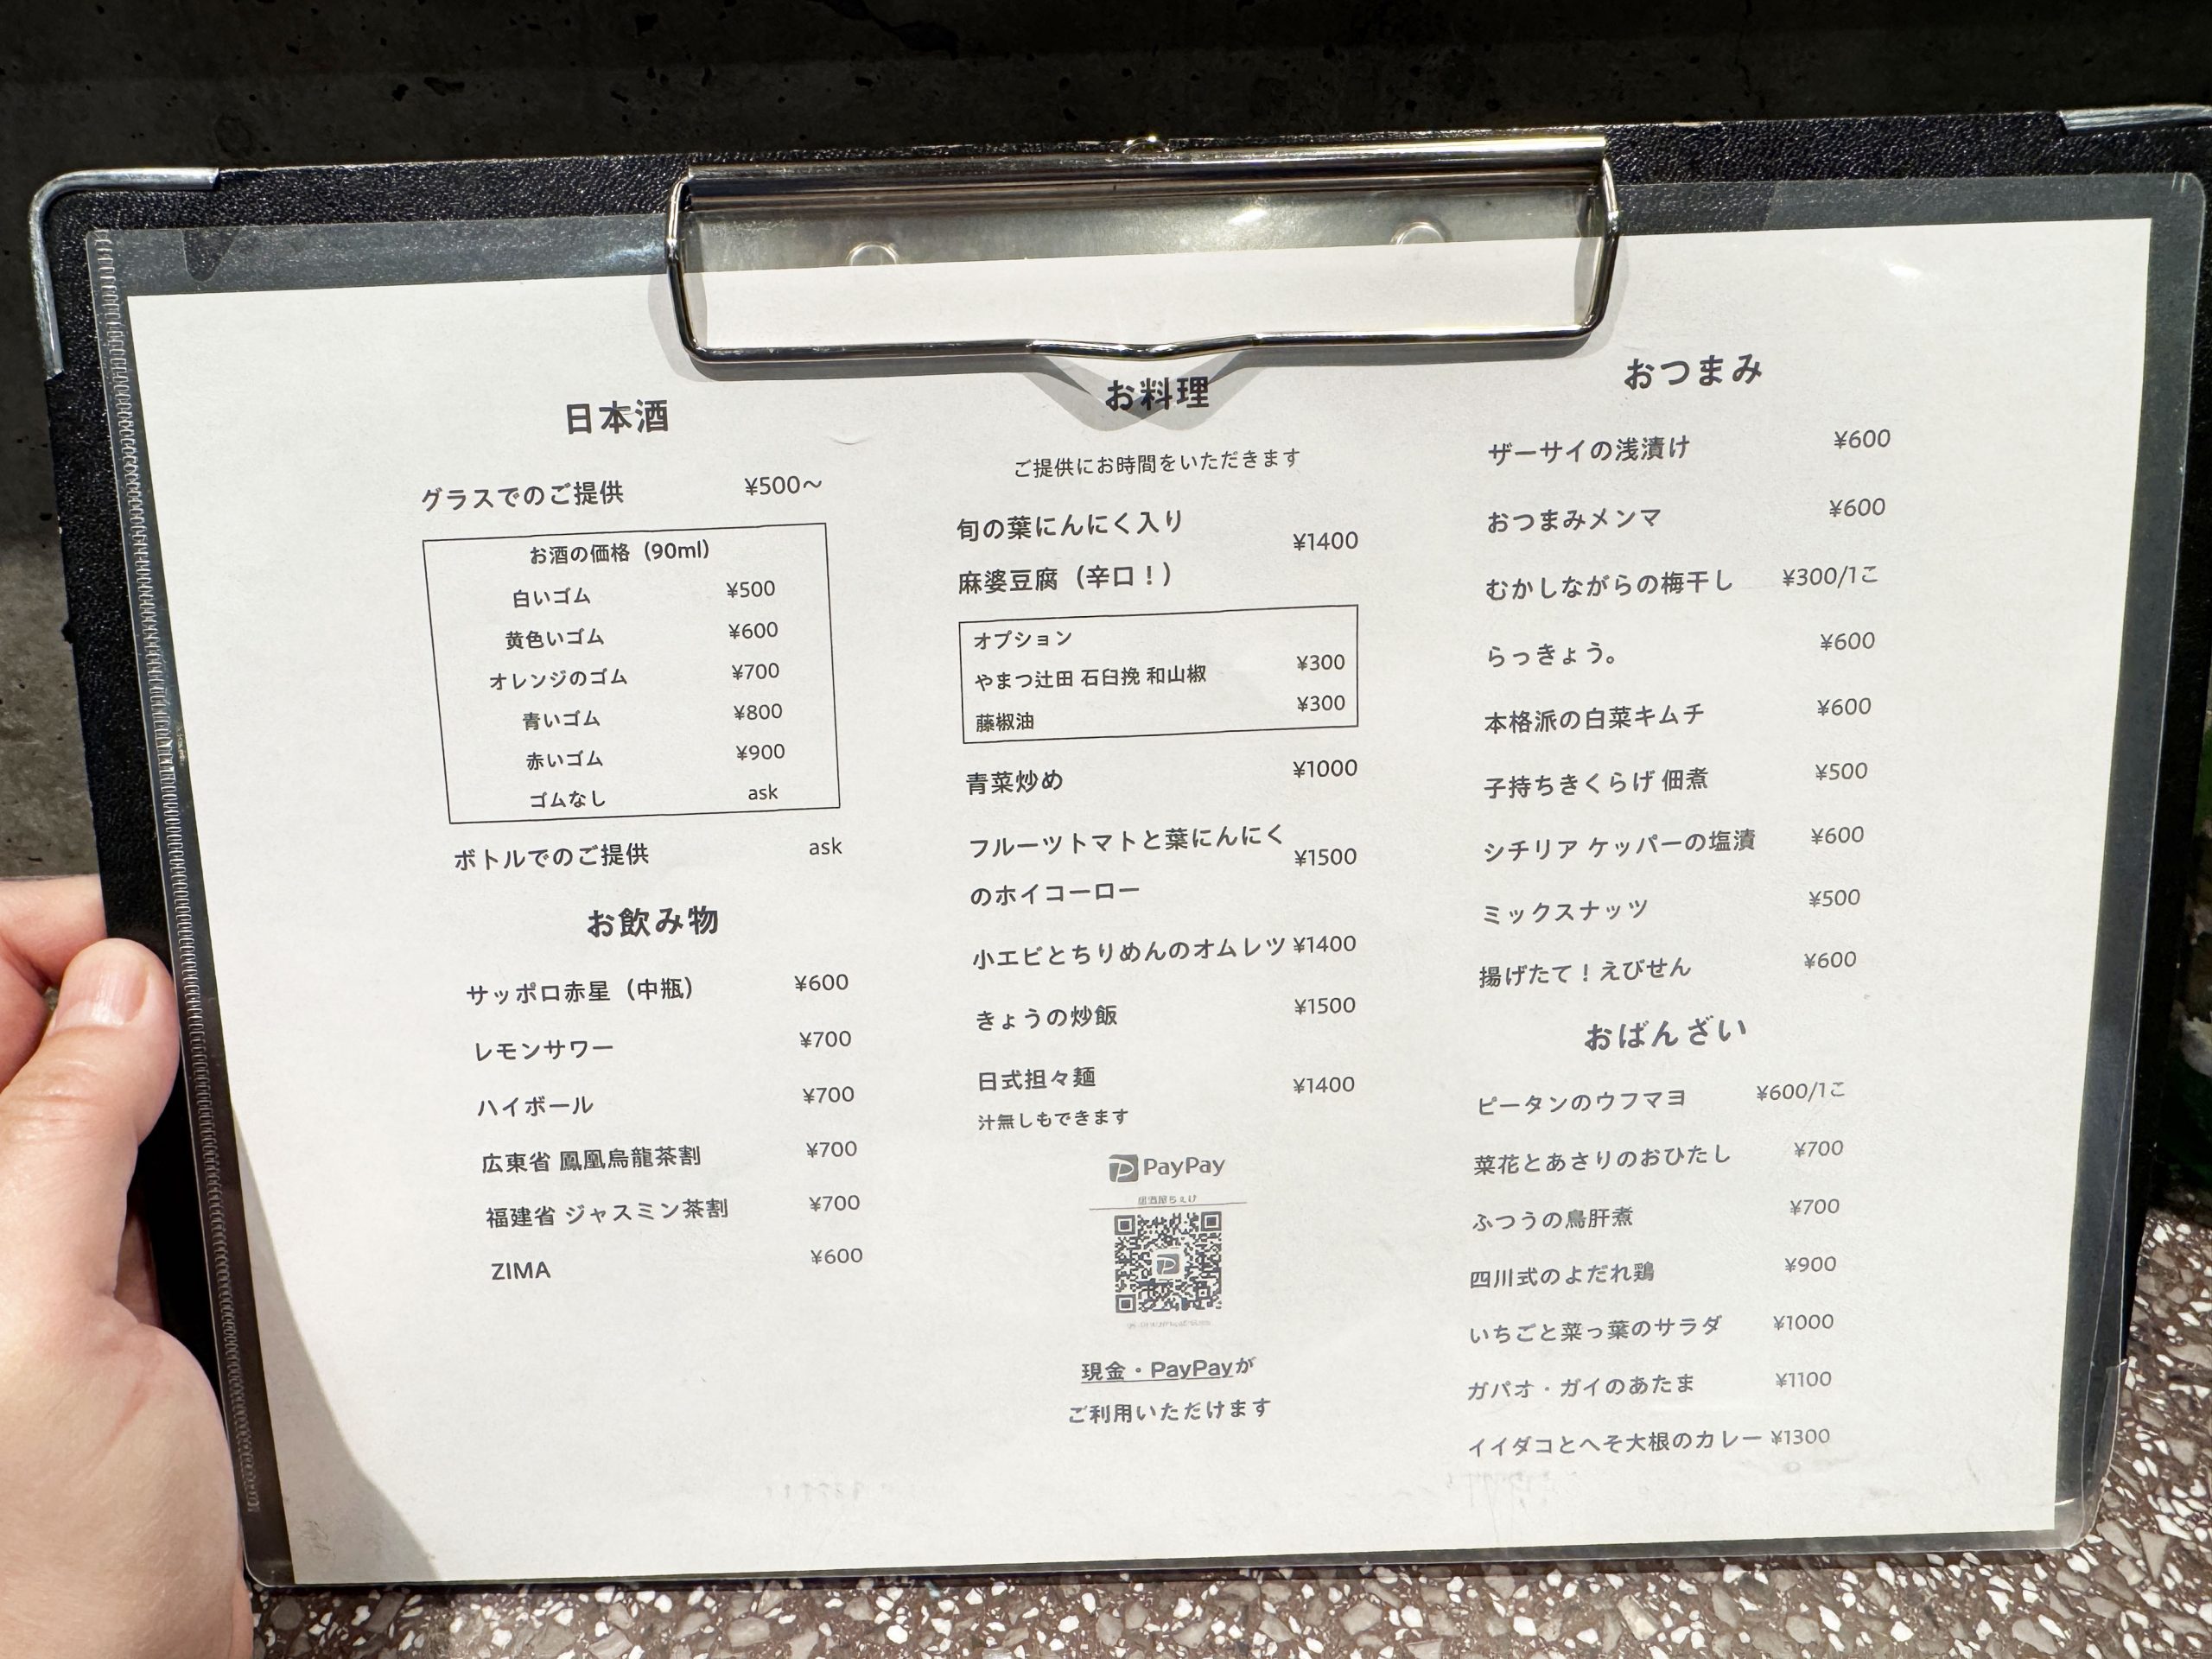 日本酒
グラスでのご提供 ¥500～
お酒の価格（90ml）
白いゴム ¥500
黄色いゴム ¥600
オレンジのゴム ¥700
青いゴム ¥800
赤いゴム ¥900
ゴムなし ask
ボトルでのご提供 ask
お飲み物
サッポロ赤星（中瓶） ¥600
レモンサワー ¥700
ハイボール ¥700
広東省 鳳凰烏龍茶割 ¥700
福建省 ジャスミン茶割 ¥700
ZIMA ¥600
お料理
ご提供にお時間をいただきます
旬の葉にんにく入り
麻婆豆腐（辛口！） ¥1400
オプション
やまつ辻田 石臼挽 和山椒 ¥300
藤椒油 ¥300
青菜炒め ¥1000
フルーツトマトと葉にんにく
のホイコーロー ¥1500
小エビとちりめんのオムレツ ¥1400
きょうの炒飯 ¥1500
日式担々麺 ¥1400
汁無しもできます
PayPay
居酒屋ちぇけ
現金・PayPayが
ご利用いただけます
おつまみ
ザーサイの浅漬け ¥600
おつまみメンマ ¥600
むかしながらの梅干し ¥300/1こ
らっきょう。 ¥600
本格派の白菜キムチ ¥600
子持ちきくらげ 佃煮 ¥500
シチリア ケッパーの塩漬 ¥600
ミックスナッツ ¥500
揚げたて！えびせん ¥600
おばんざい
ピータンのウフマヨ ¥600/1こ
菜花とあさりのおひたし ¥700
ふつうの鳥肝煮 ¥700
四川式のよだれ鶏 ¥900
いちごと菜っ葉のサラダ ¥1000
ガパオ・ガイのあたま ¥1100
イイダコとへそ大根のカレー ¥1300